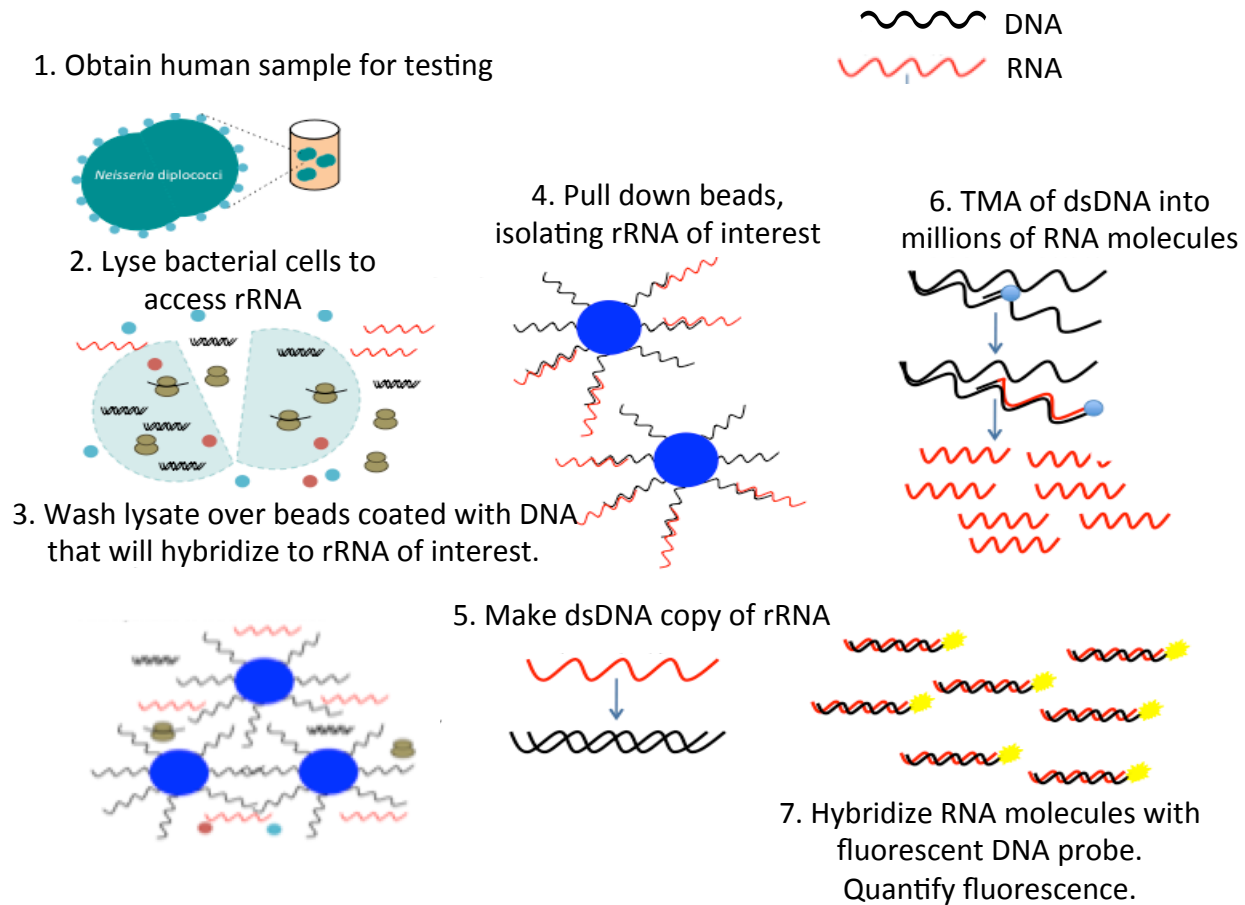 DNA
RNA
1. Obtain human sample for testing
Neisseria diplococci
2. Lyse bacterial cells to
access rRNA
3. Wash lysate over beads coated with DNA
that will hybridize to rRNA of interest.
4. Pull down beads,
isolating rRNA of interest
5. Make dsDNA copy of rRNA
6. TMA of dsDNA into
millions of RNA molecules
7. Hybridize RNA molecules with
fluorescent DNA probe.
Quantify fluorescence.